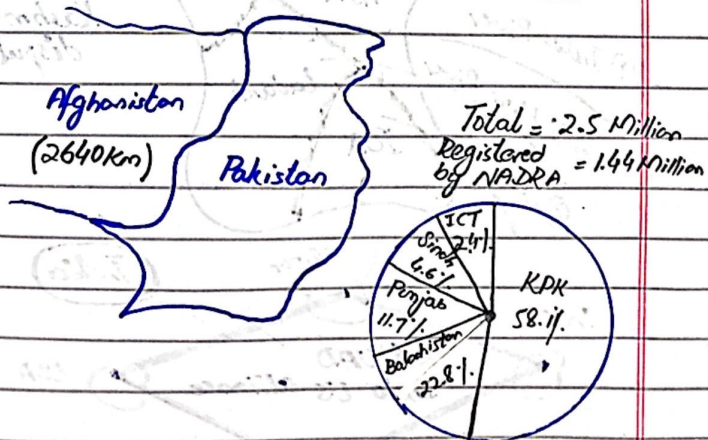 Afghanistan
(2640Km)
Pakistan
Total = 2.5 Million
Registered
by NADRA = 1.44 Million
ICT
2.4%
Sindh
4.6%
Punjab
11.7%
Balochistan
22.8%
KPK
58.1%